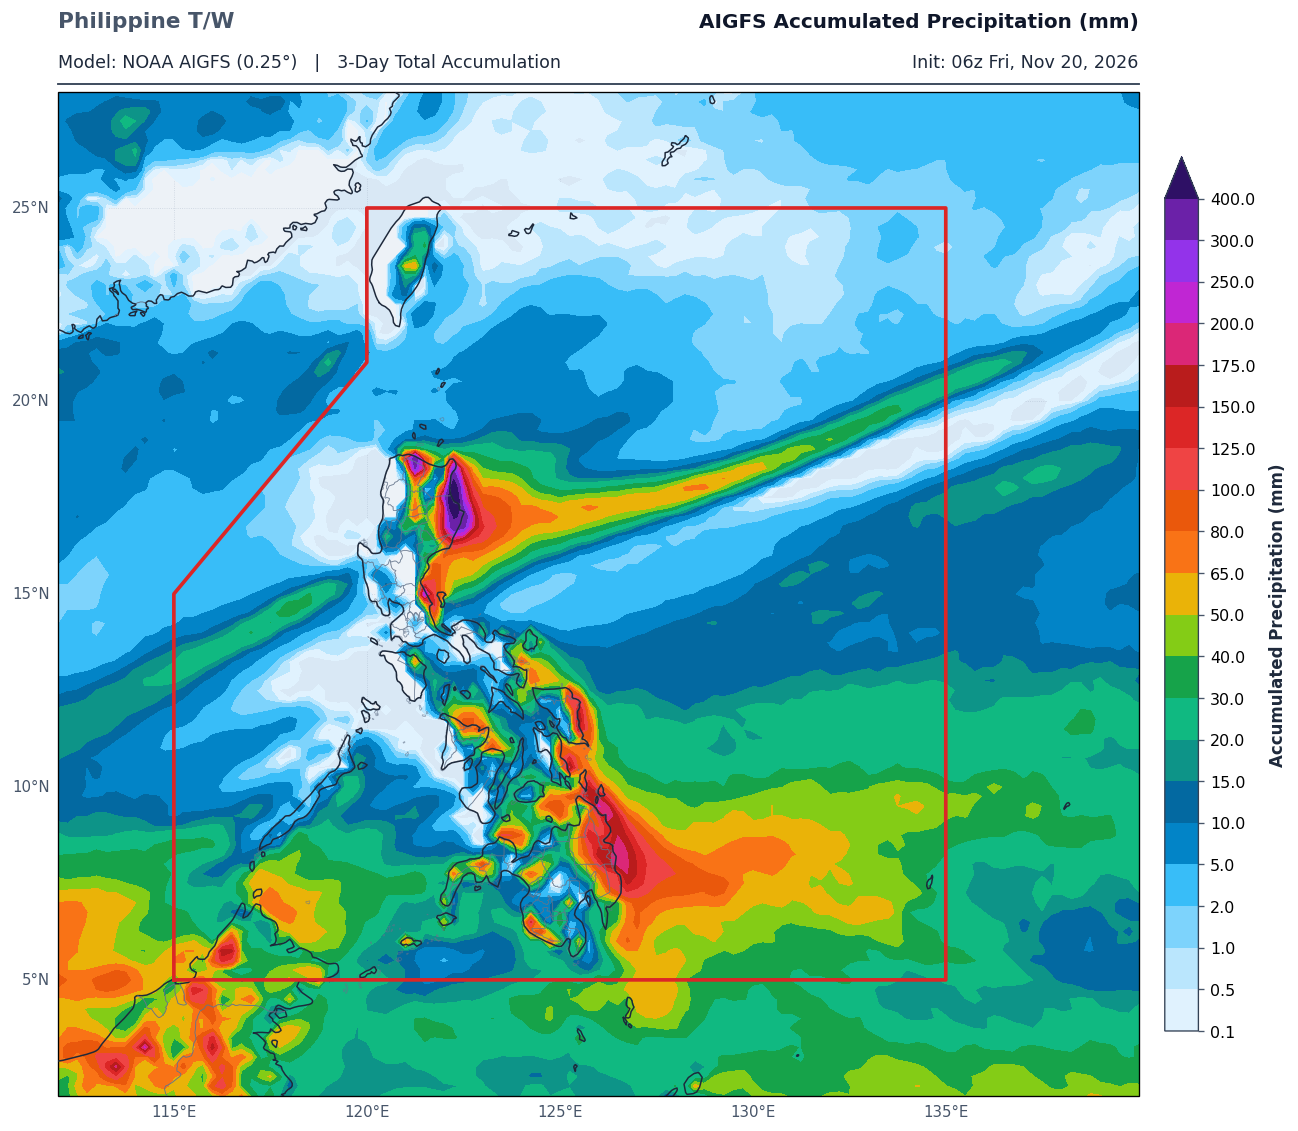 Philippine T/W
AIGFS Accumulated Precipitation (mm)
Model: NOAA AIGFS (0.25°)   |   3-Day Total Accumulation
Init: 06z Fri, Nov 20, 2026
25°N
20°N
15°N
10°N
5°N
115°E
120°E
125°E
130°E
135°E
400.0
300.0
250.0
200.0
175.0
150.0
125.0
100.0
80.0
65.0
50.0
40.0
30.0
20.0
15.0
10.0
5.0
2.0
1.0
0.5
0.1
Accumulated Precipitation (mm)